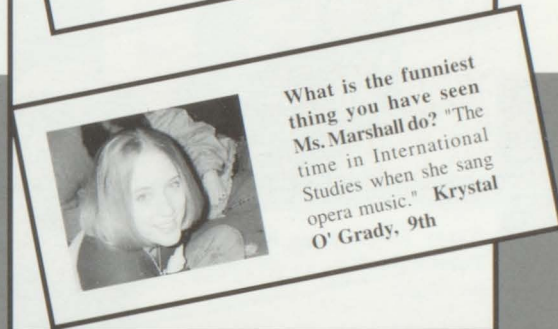 What is the funniest
thing you have seen
Ms. Marshall do? "The
time in International
Studies when she sang
opera music." Krystal
O' Grady, 9th